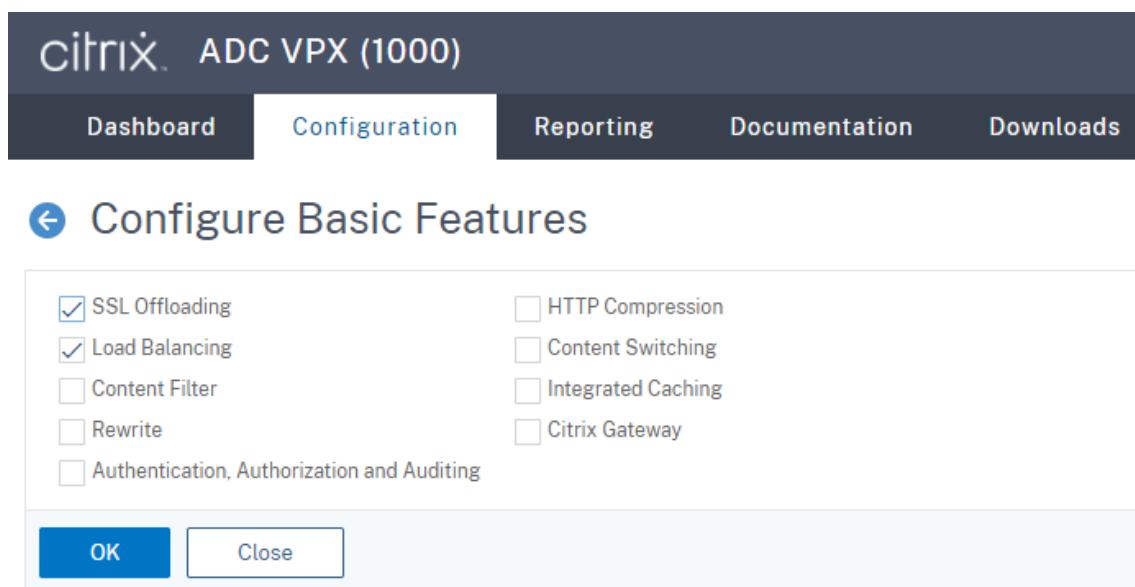 citrix. ADC VPX (1000)
Dashboard Configuration Reporting Documentation Downloads
Configure Basic Features
SSL Offloading HTTP Compression
Load Balancing Content Switching
Content Filter Integrated Caching
Rewrite Citrix Gateway
Authentication, Authorization and Auditing
OK Close